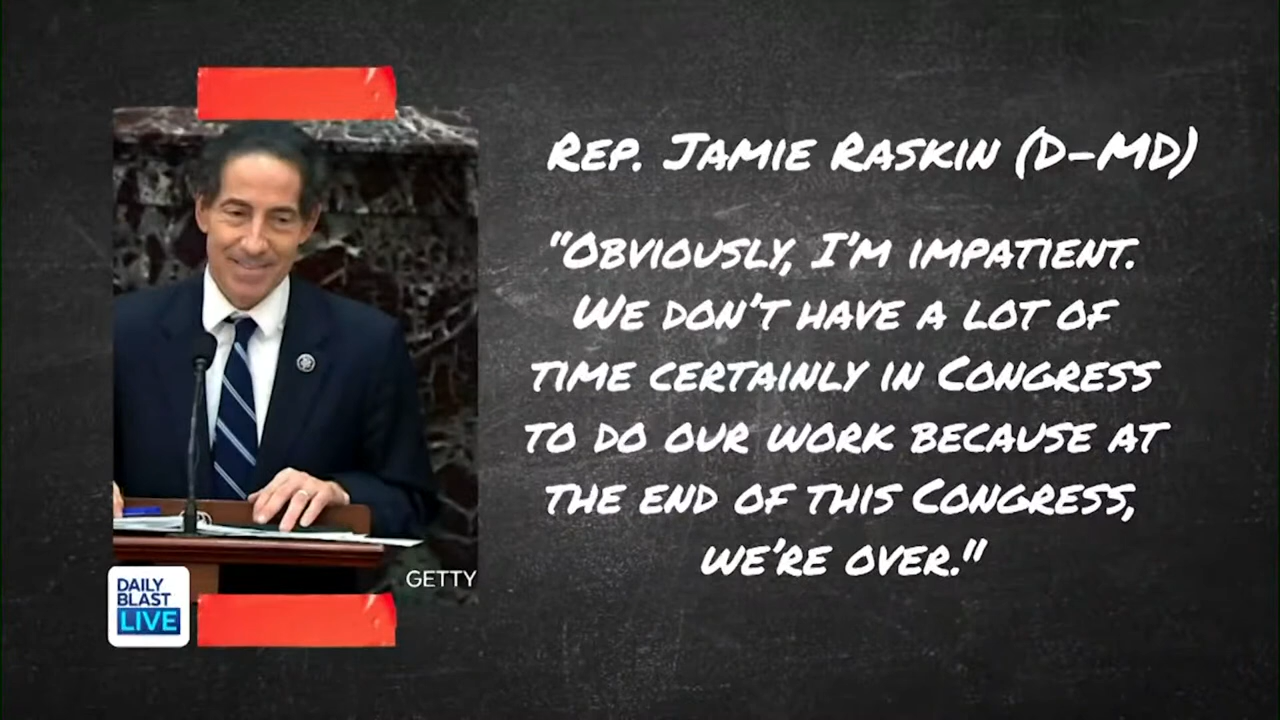 Rep. Jamie Raskin (D-MD)
"Obviously, I'm impatient.
We don't have a lot of
time certainly in Congress
to do our work because at
the end of this Congress,
we're over."
GETTY
DAILY
BLAST
LIVE